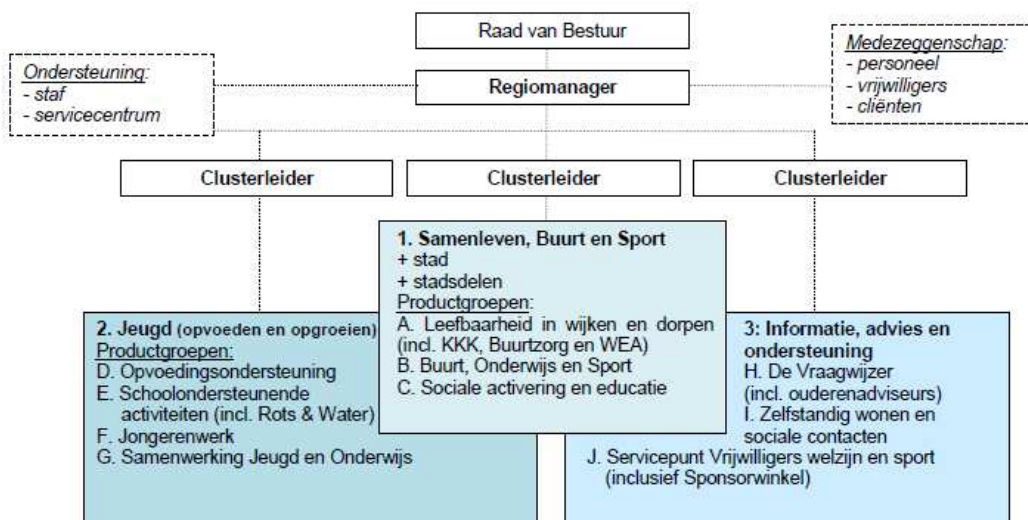 Raad van Bestuur
Ondersteuning:
- staf
- servicecentrum
Regiomanager
Medezeggenschap:
- personeel
- vrijwilligers
- cliënten
Clusterleider
Clusterleider
Clusterleider
1. Samenleven, Buurt en Sport
+ stad
+ stadsdelen
Productgroepen:
A. Leefbaarheid in wijken en dorpen
(incl. KKK, Buurtzorg en WEA)
B. Buurt, Onderwijs en Sport
C. Sociale activering en educatie
2. Jeugd (opvoeden en opgroeien)
Productgroepen:
D. Opvoedingsondersteuning
E. Schoolondersteunende
activiteiten (incl. Rots & Water)
F. Jongerenwerk
G. Samenwerking Jeugd en Onderwijs
3: Informatie, advies en
ondersteuning
H. De Vraagwijzer
(incl. ouderenadviseurs)
I. Zelfstandig wonen en
sociale contacten
J. Servicepunt Vrijwilligers welzijn en sport
(inclusief Sponsorwinkel)